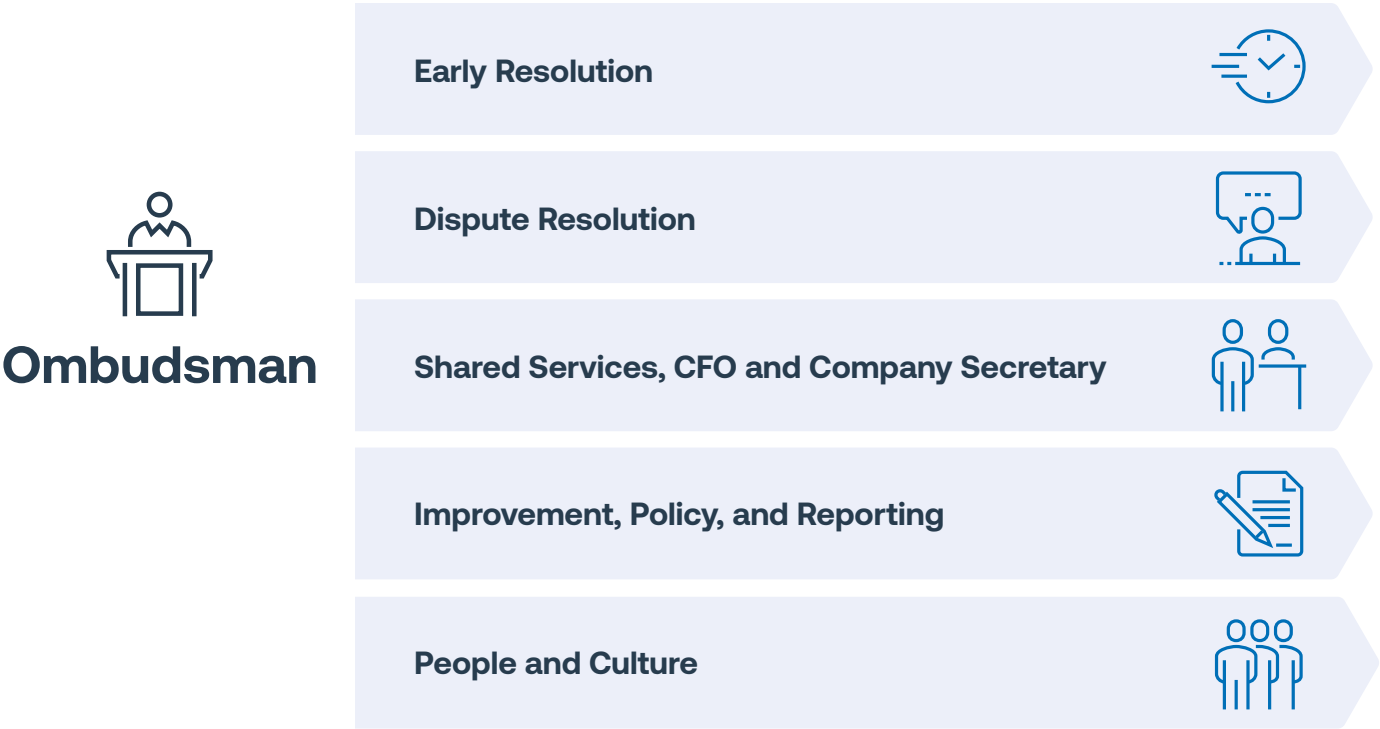 Ombudsman
Early Resolution
Dispute Resolution
Shared Services, CFO and Company Secretary
Improvement, Policy, and Reporting
People and Culture